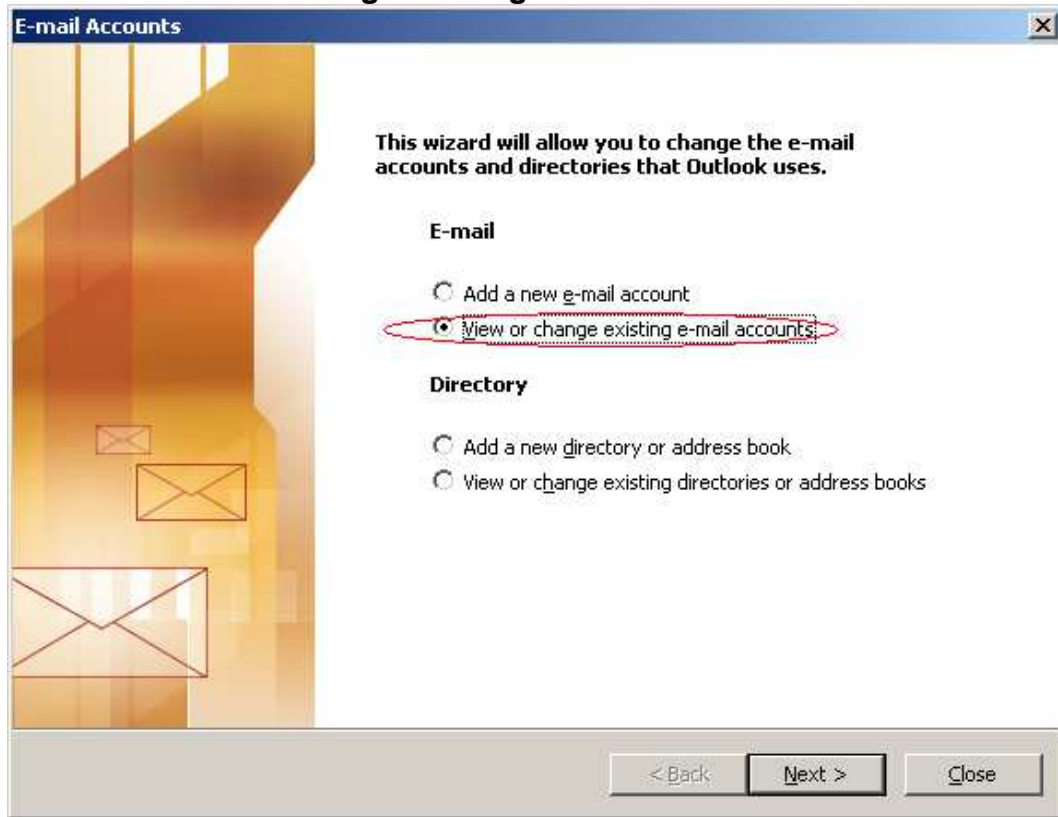 E-mail Accounts
This wizard will allow you to change the e-mail
accounts and directories that Outlook uses.
E-mail
Add a new e-mail account
View or change existing e-mail accounts
Directory
Add a new directory or address book
View or change existing directories or address books
< Back
Next >
Close